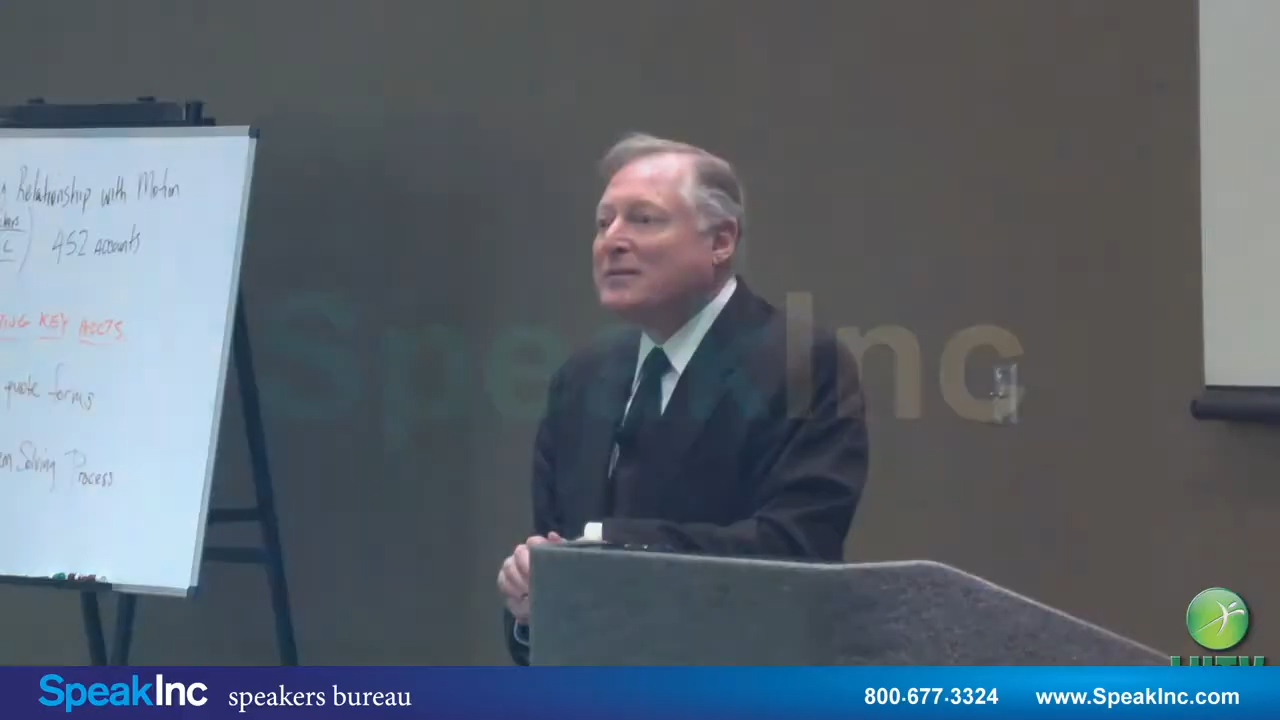 Relationship with Motion
452 Accounts
KEY ACCTS
quote forms
Solving Process
SpeakInc
SpeakInc speakers bureau
800-677-3324 www.SpeakInc.com